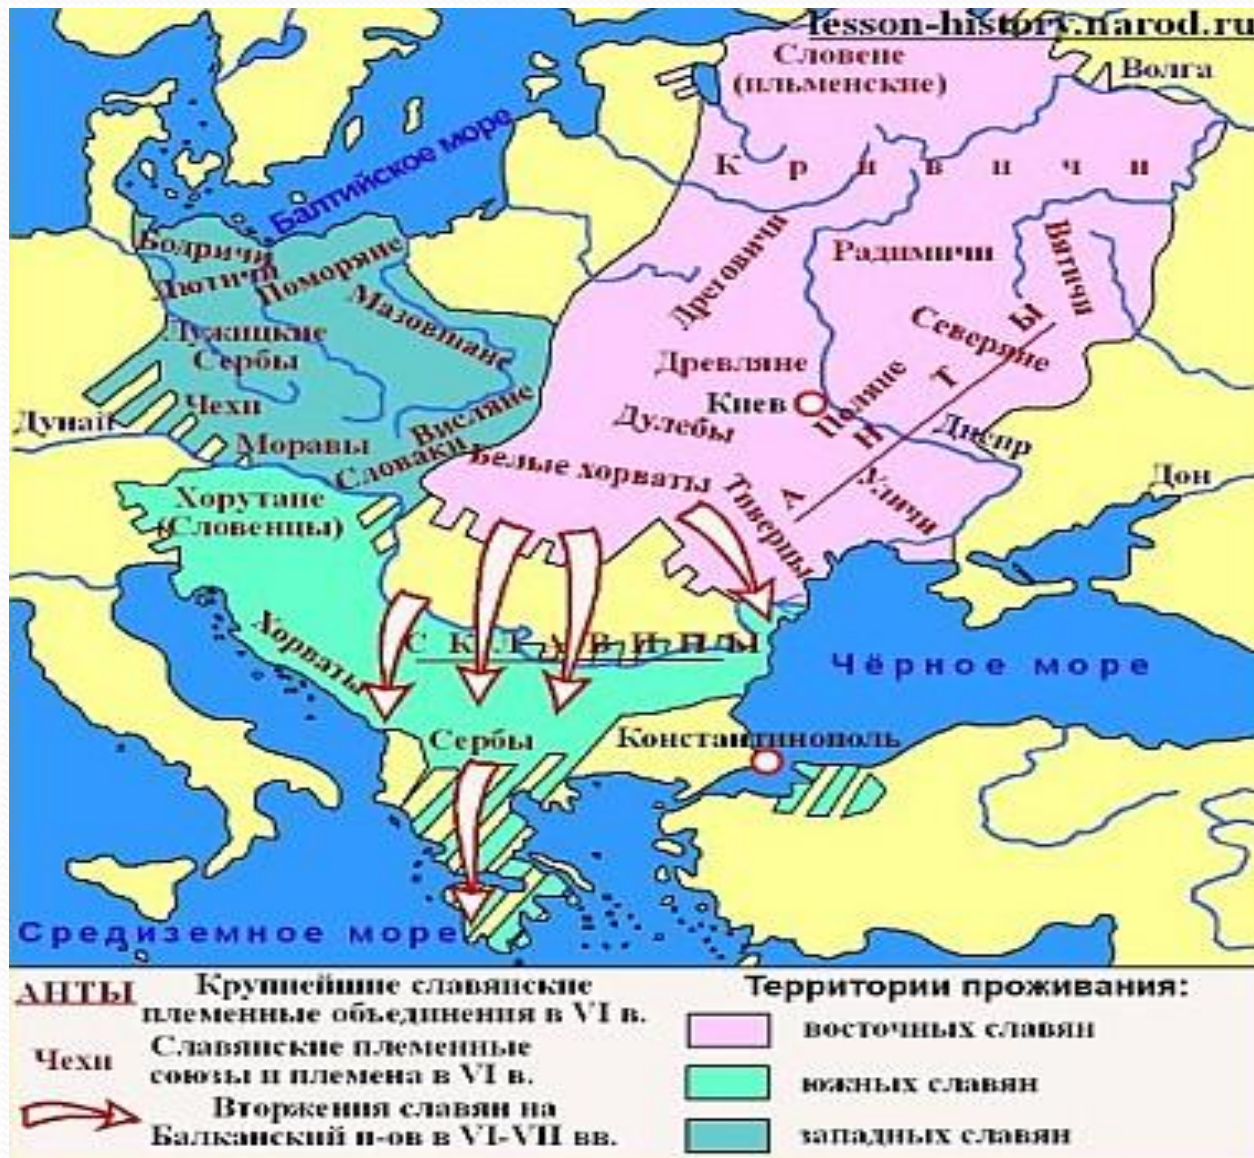 lesson-history.narod.ru
Словене
(ильменские)
Волга
Балтийское море
К р и в и ч и
Бодричи
Лютичи
Поморяне
Мазовшане
Дреговичи
Радимичи
Вятичи
Лужицкие
Сербы
Северяне
Древляне
Киев
Поляне
Чехи
Дунай
Висляне
Дулебы
Днепр
Моравы
Словаки
Белые хорваты
Тиверцы
А Н Т Ы
Уличи
Дон
Хорутане
(Словенцы)
Хорваты
С К Л А В И Н Ы
Чёрное море
Сербы
Константинополь
Средиземное море
АНТЫ
Крупнейшие славянские
племенные объединения в VI в.
Чехи
Славянские племенные
союзы и племена в VI в.
Вторжения славян на
Балканский п-ов в VI-VII вв.
Территории проживания:
восточных славян
южных славян
западных славян